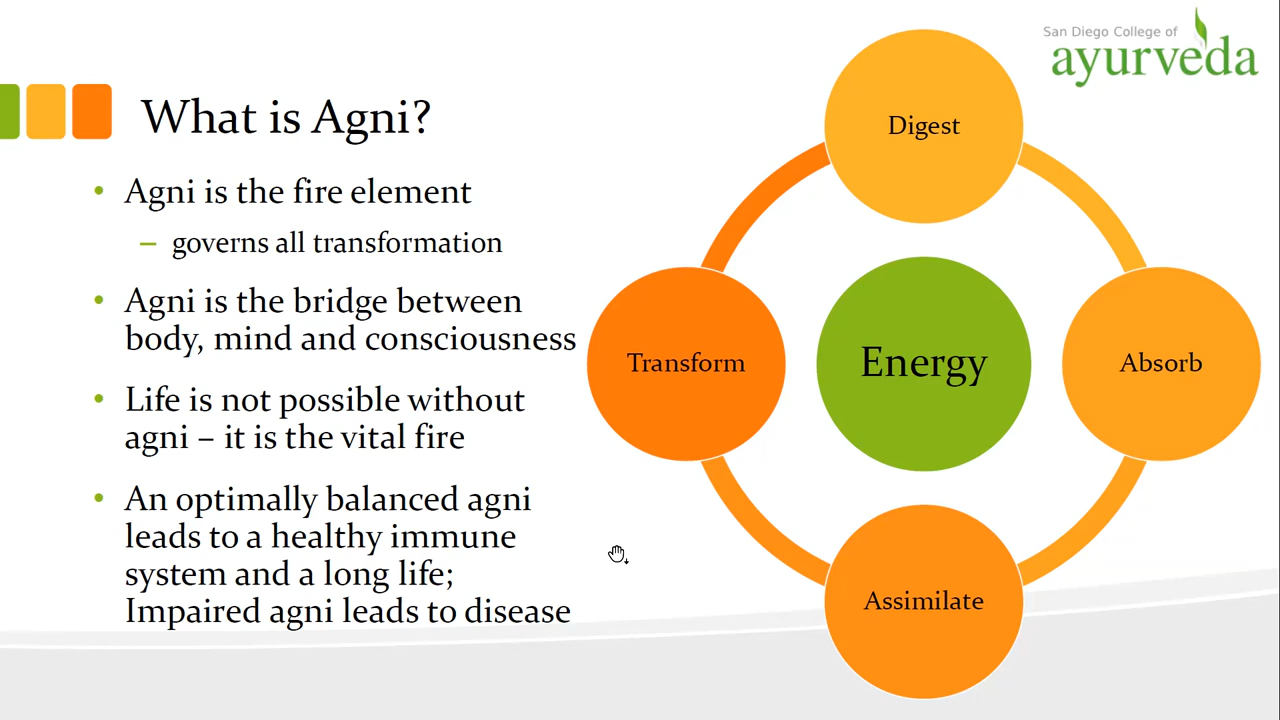 San Diego College of
ayurveda
What is Agni?
• Agni is the fire element
– governs all transformation
• Agni is the bridge between
body, mind and consciousness
• Life is not possible without
agni – it is the vital fire
• An optimally balanced agni
leads to a healthy immune
system and a long life;
Impaired agni leads to disease
Digest
Transform
Energy
Absorb
Assimilate